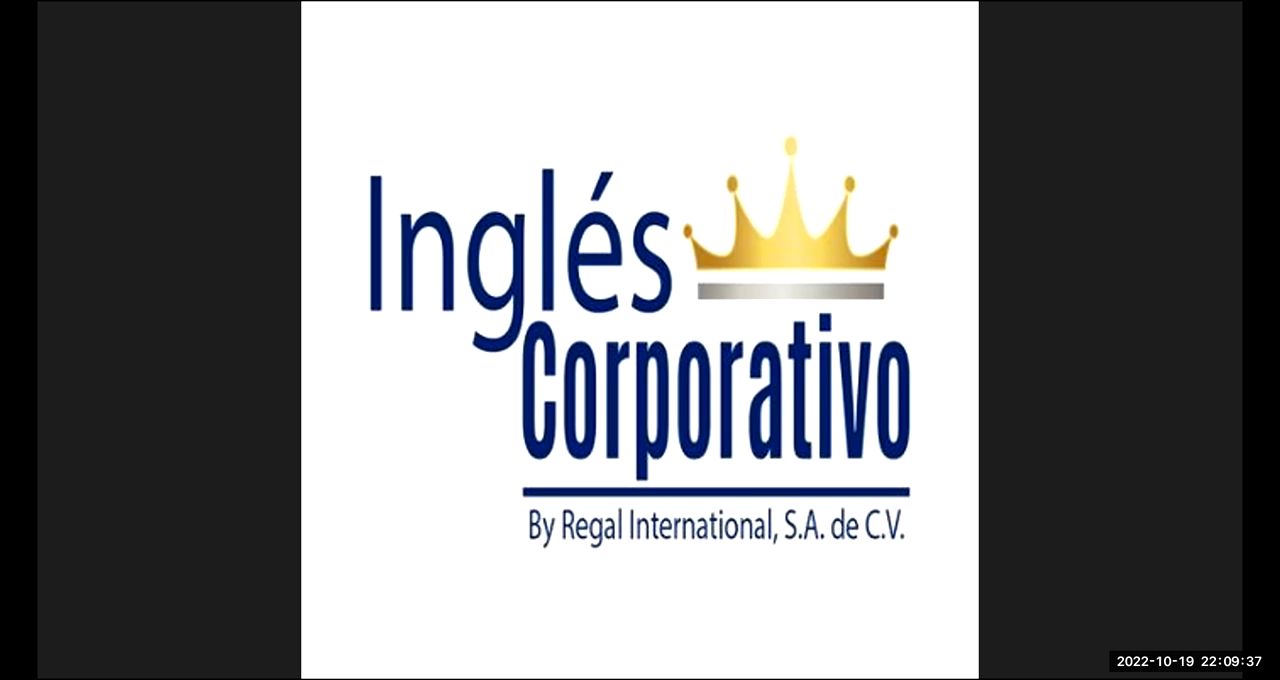 Inglés
Corporativo
By Regal International, S.A. de C.V.
2022-10-19 22:09:37